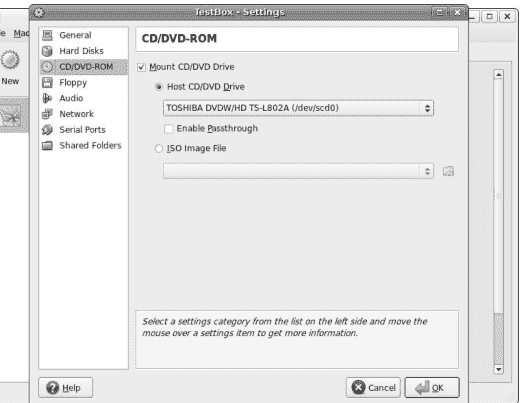 TestBox - Settings
le Mac
New
General
Hard Disks
CD/DVD-ROM
Floppy
Audio
Network
Serial Ports
Shared Folders
CD/DVD-ROM
Mount CD/DVD Drive
Host CD/DVD Drive
TOSHIBA DVDW/HD TS-L802A (/dev/scd0)
Enable Passthrough
ISO Image File
Select a settings category from the list on the left side and move the
mouse over a settings item to get more information.
Help
Cancel
OK